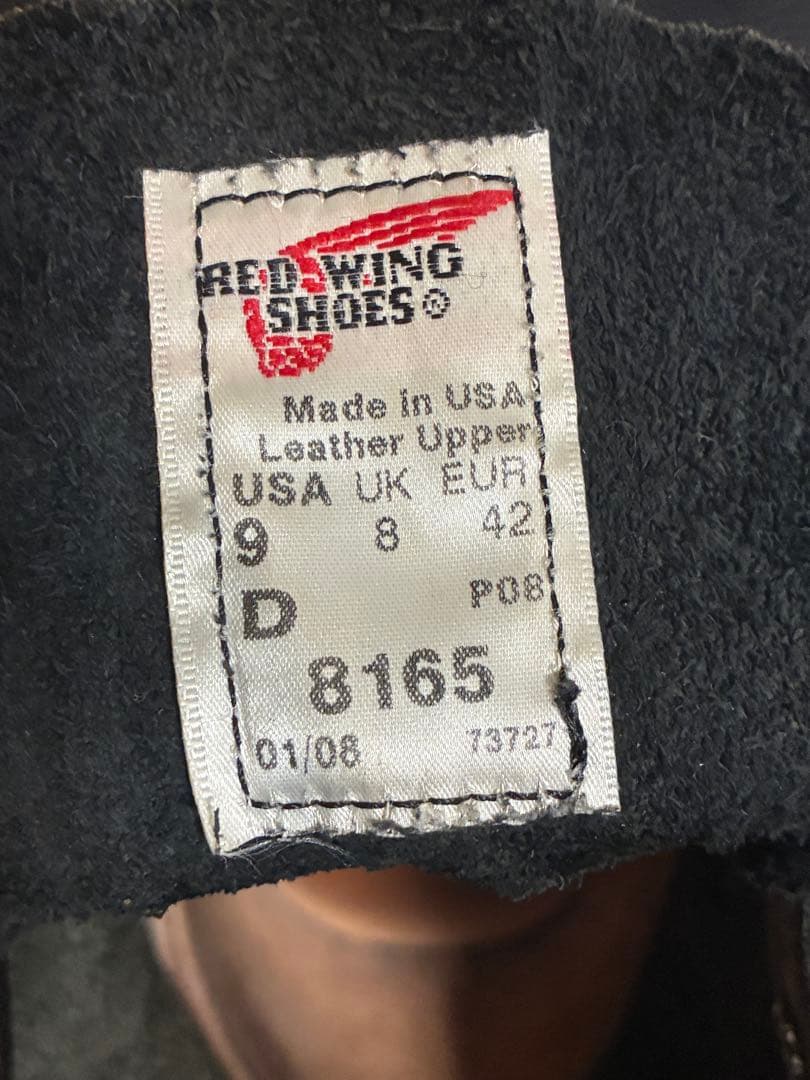 RED WING
SHOES®
Made in USA
Leather Upper
USA UK EUR
9 8 42
D P08
8165
01/08 73727